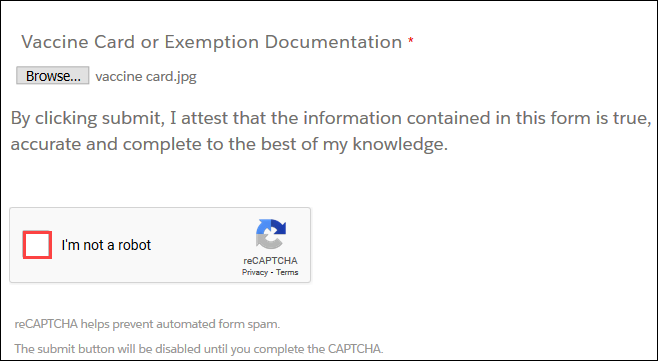 Vaccine Card or Exemption Documentation *
Browse... vaccine card.jpg
By clicking submit, I attest that the information contained in this form is true,
accurate and complete to the best of my knowledge.
I'm not a robot
reCAPTCHA
Privacy - Terms
reCAPTCHA helps prevent automated form spam.
The submit button will be disabled until you complete the CAPTCHA.